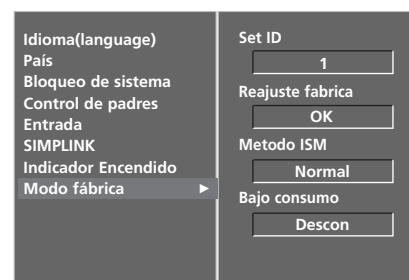 Idioma(language)
País
Bloqueo de sistema
Control de padres
Entrada
SIMPLINK
Indicador Encendido
Modo fábrica ►
Set ID
1
Reajuste fabrica
OK
Metodo ISM
Normal
Bajo consumo
Descon